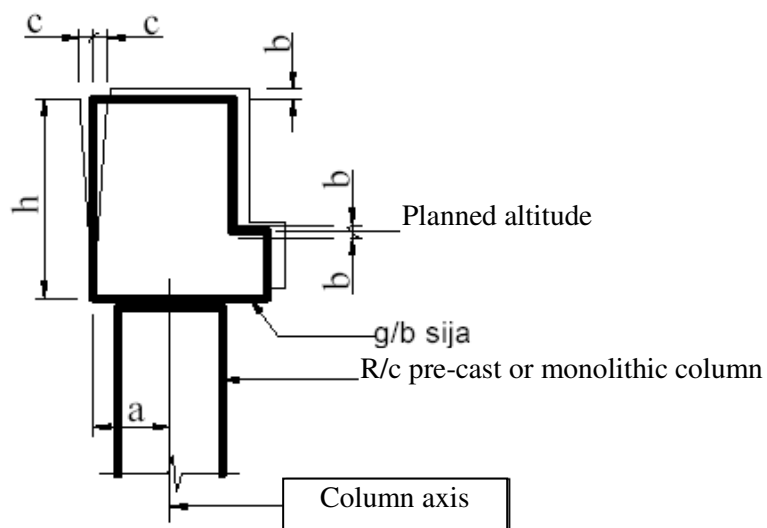 c c
b
h
b
Planned altitude
b
g/b sija
R/c pre-cast or monolithic column
a
Column axis